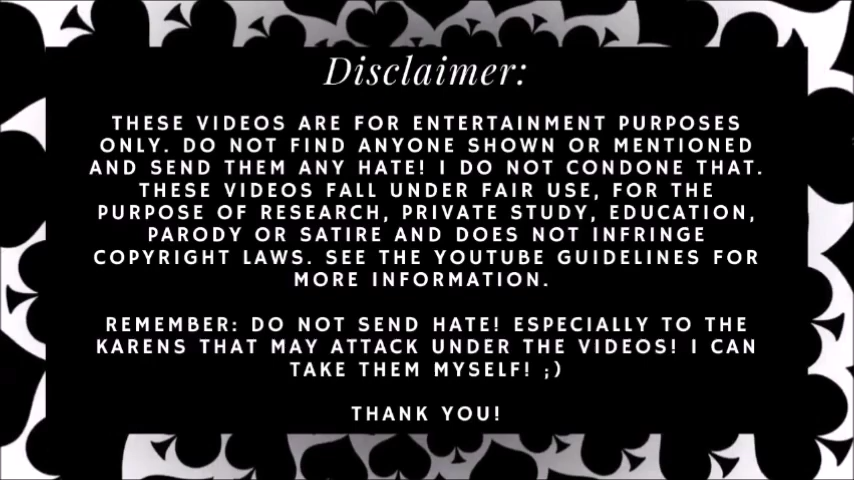 Disclaimer:
THESE VIDEOS ARE FOR ENTERTAINMENT PURPOSES
ONLY. DO NOT FIND ANYONE SHOWN OR MENTIONED
AND SEND THEM ANY HATE! I DO NOT CONDONE THAT.
THESE VIDEOS FALL UNDER FAIR USE, FOR THE
PURPOSE OF RESEARCH, PRIVATE STUDY, EDUCATION,
PARODY OR SATIRE AND DOES NOT INFRINGE
COPYRIGHT LAWS. SEE THE YOUTUBE GUIDELINES FOR
MORE INFORMATION.
REMEMBER: DO NOT SEND HATE! ESPECIALLY TO THE
KARENS THAT MAY ATTACK UNDER THE VIDEOS! I CAN
TAKE THEM MYSELF! ;)
THANK YOU!